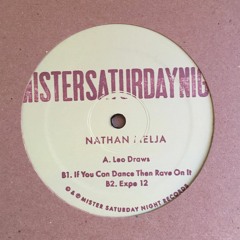 MISTERSATURDAYNIG
NATHAN MELJA
A. Leo Draws
B1. If You Can Dance Then Rave On It
B2. Expe 12
℗ & © MISTER SATURDAY NIGHT RECORDS